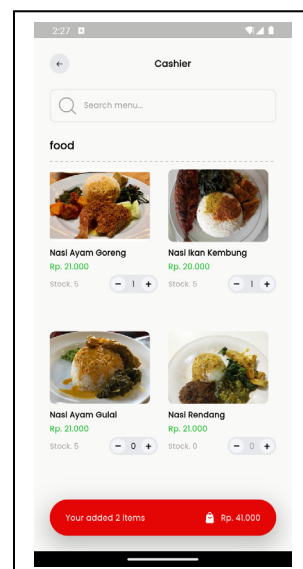 2:27
Cashier
Search menu...
food
Nasi Ayam Goreng
Rp. 21.000
Stock. 5
− 1 +
Nasi Ikan Kembung
Rp. 20.000
Stock. 5
− 1 +
Nasi Ayam Gulai
Rp. 21.000
Stock. 5
− 0 +
Nasi Rendang
Rp. 21.000
Stock. 0
− 0 +
Your added 2 items
Rp. 41.000